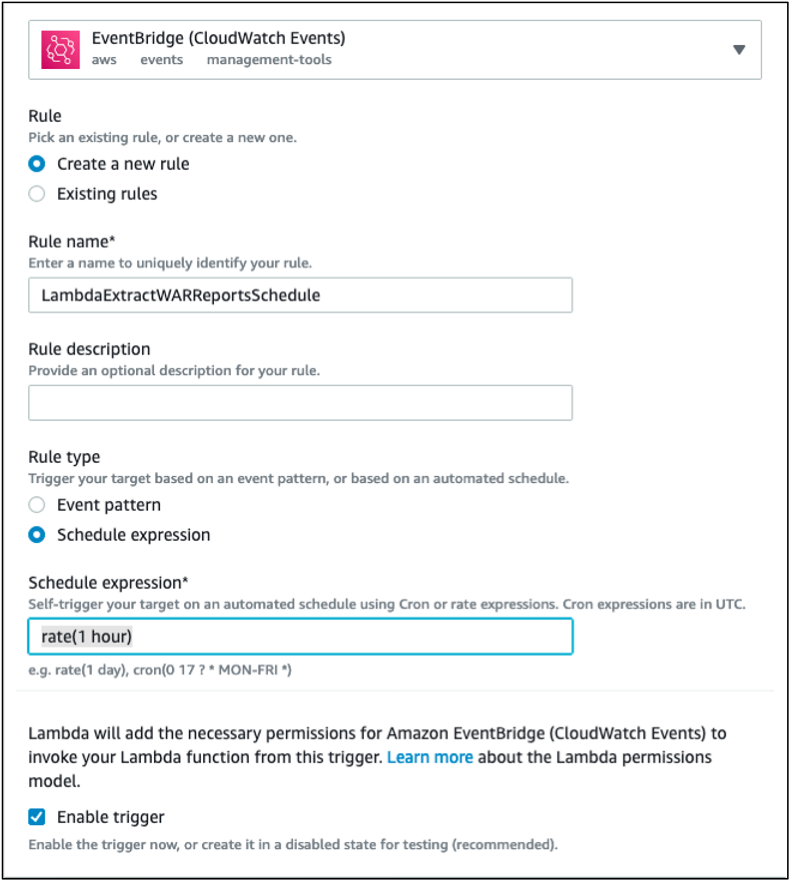 EventBridge (CloudWatch Events)
aws events management-tools
Rule
Pick an existing rule, or create a new one.
Create a new rule
Existing rules
Rule name*
Enter a name to uniquely identify your rule.
LambdaExtractWARReportsSchedule
Rule description
Provide an optional description for your rule.
Rule type
Trigger your target based on an event pattern, or based on an automated schedule.
Event pattern
Schedule expression
Schedule expression*
Self-trigger your target on an automated schedule using Cron or rate expressions. Cron expressions are in UTC.
rate(1 hour)
e.g. rate(1 day), cron(0 17 ? * MON-FRI *)
Lambda will add the necessary permissions for Amazon EventBridge (CloudWatch Events) to
invoke your Lambda function from this trigger. Learn more about the Lambda permissions
model.
Enable trigger
Enable the trigger now, or create it in a disabled state for testing (recommended).